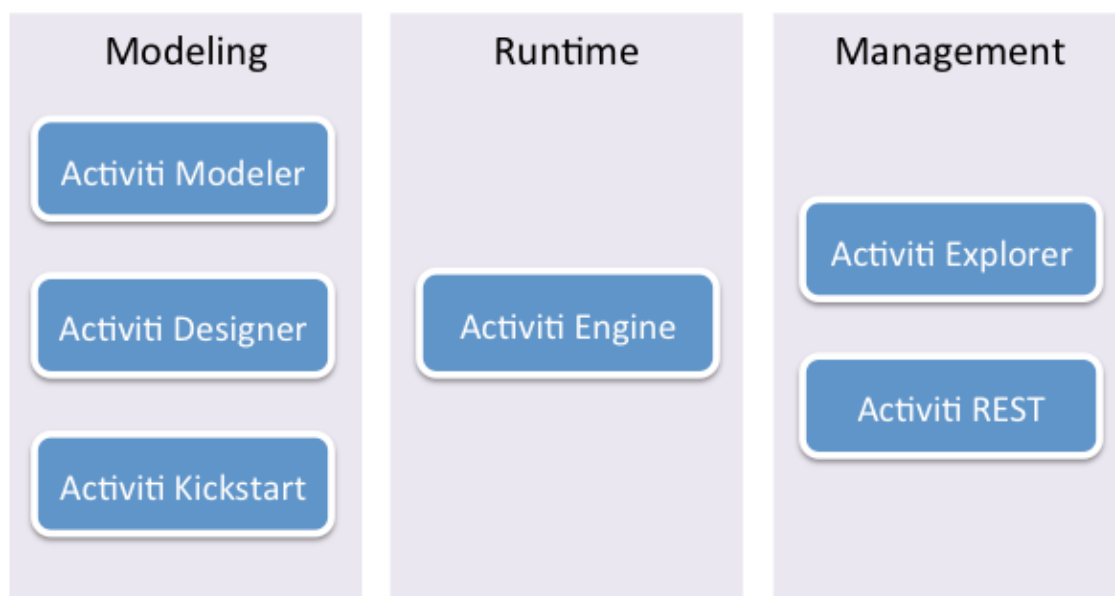 Modeling
Activiti Modeler
Activiti Designer
Activiti Kickstart
Runtime
Activiti Engine
Management
Activiti Explorer
Activiti REST